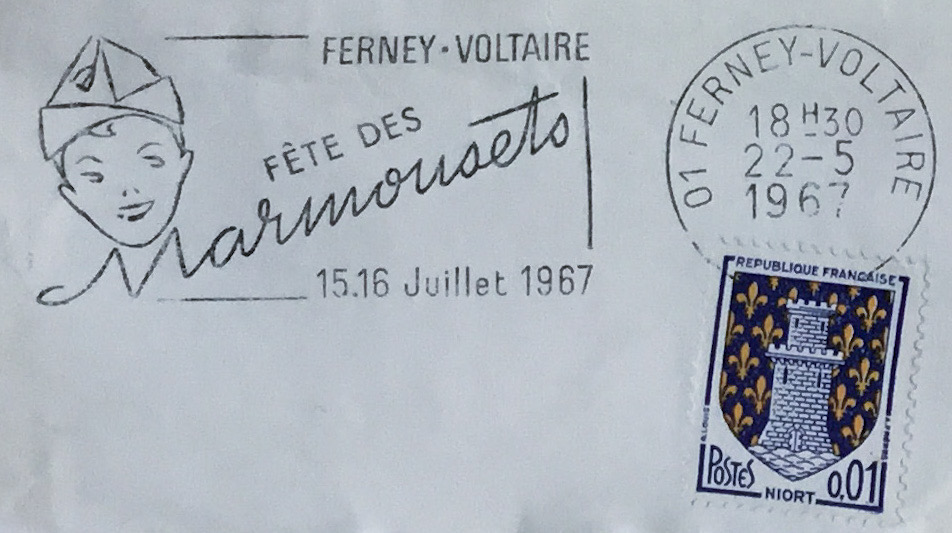 FERNEY-VOLTAIRE
FÊTE DES
Marmousets
15.16 Juillet 1967
01 FERNEY-VOLTAIRE
18H30
22-5
1967
REPUBLIQUE FRANÇAISE
POSTES
NIORT
0,01